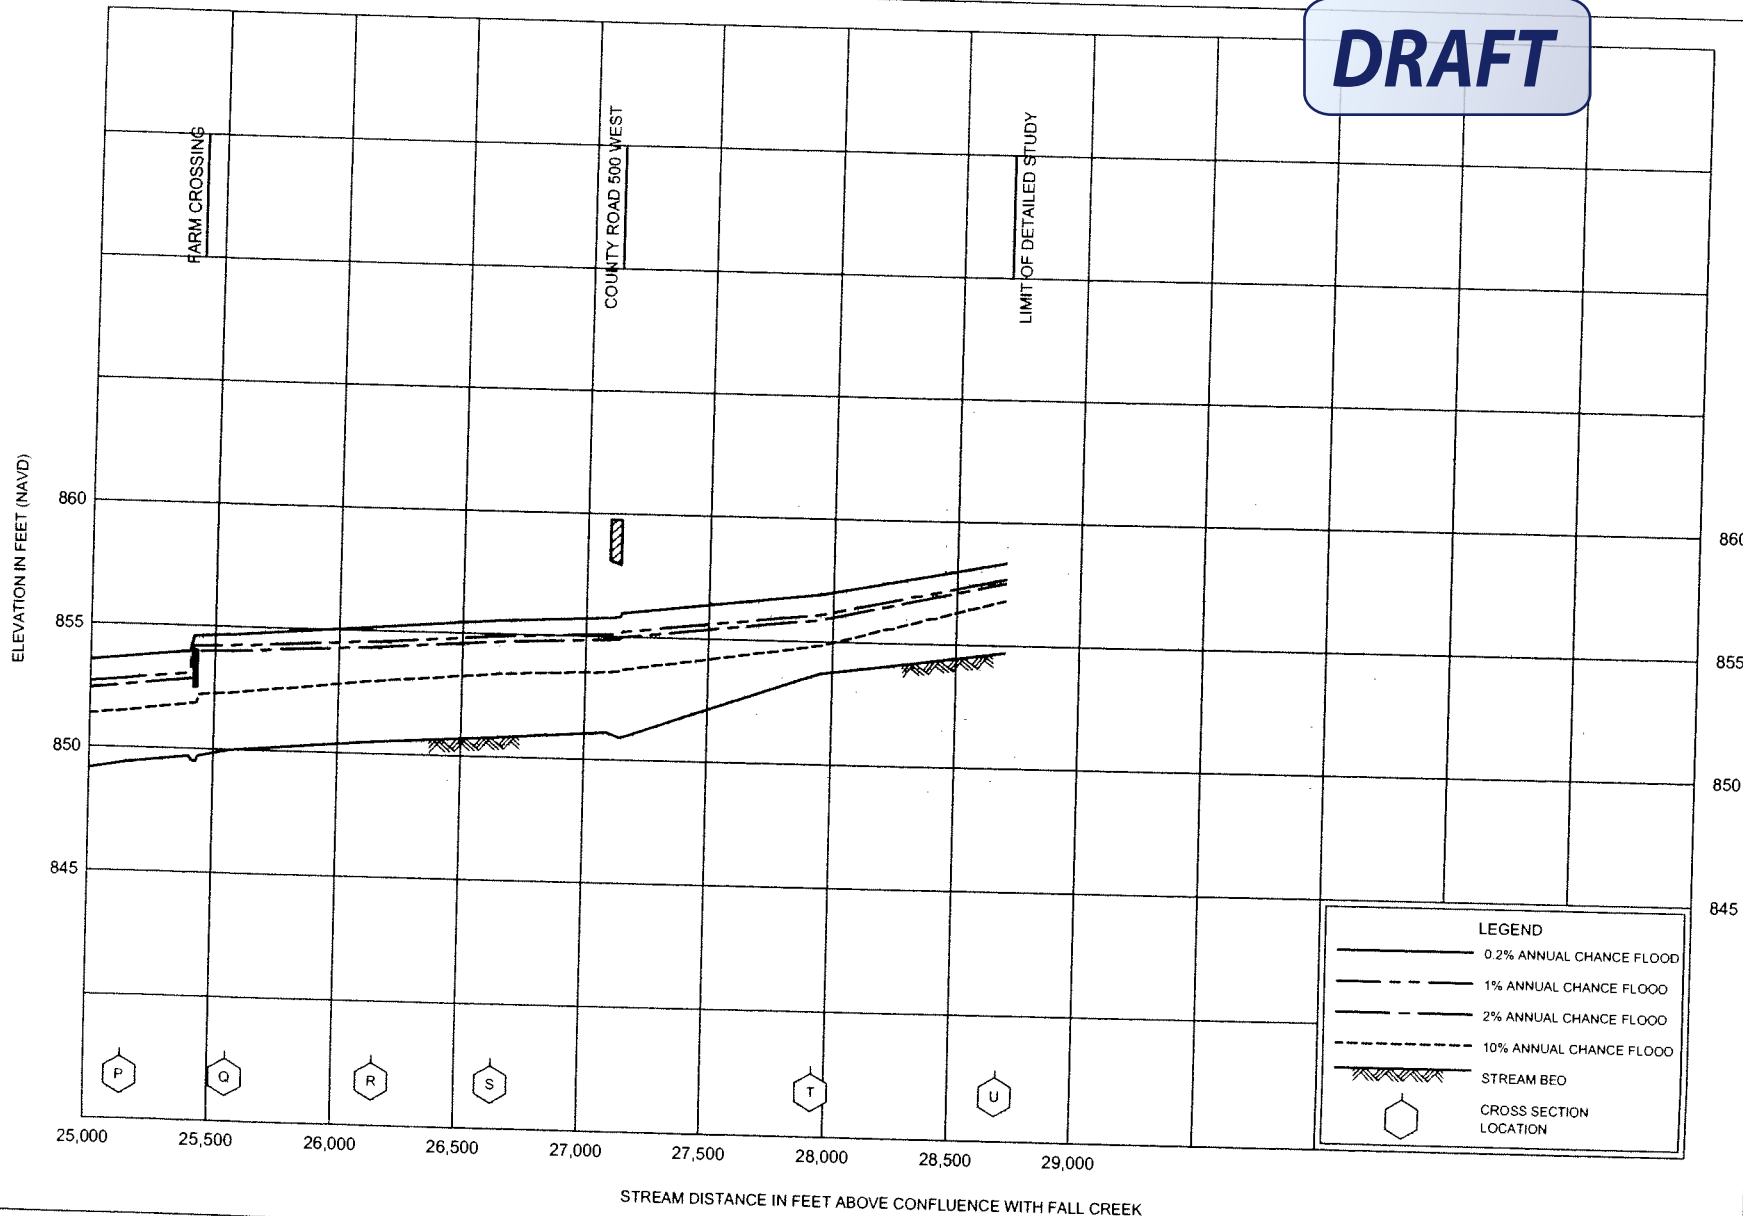 DRAFT
FARM CROSSING
COUNTY ROAD 500 WEST
LIMIT OF DETAILED STUDY
ELEVATION IN FEET (NAVD)
860
855
850
845
860
855
850
845
LEGEND
0.2% ANNUAL CHANCE FLOOD
1% ANNUAL CHANCE FLOOO
2% ANNUAL CHANCE FLOOO
10% ANNUAL CHANCE FLOOO
STREAM BEO
CROSS SECTION
LOCATION
P Q R S T U
25,000 25,500 26,000 26,500 27,000 27,500 28,000 28,500 29,000
STREAM DISTANCE IN FEET ABOVE CONFLUENCE WITH FALL CREEK